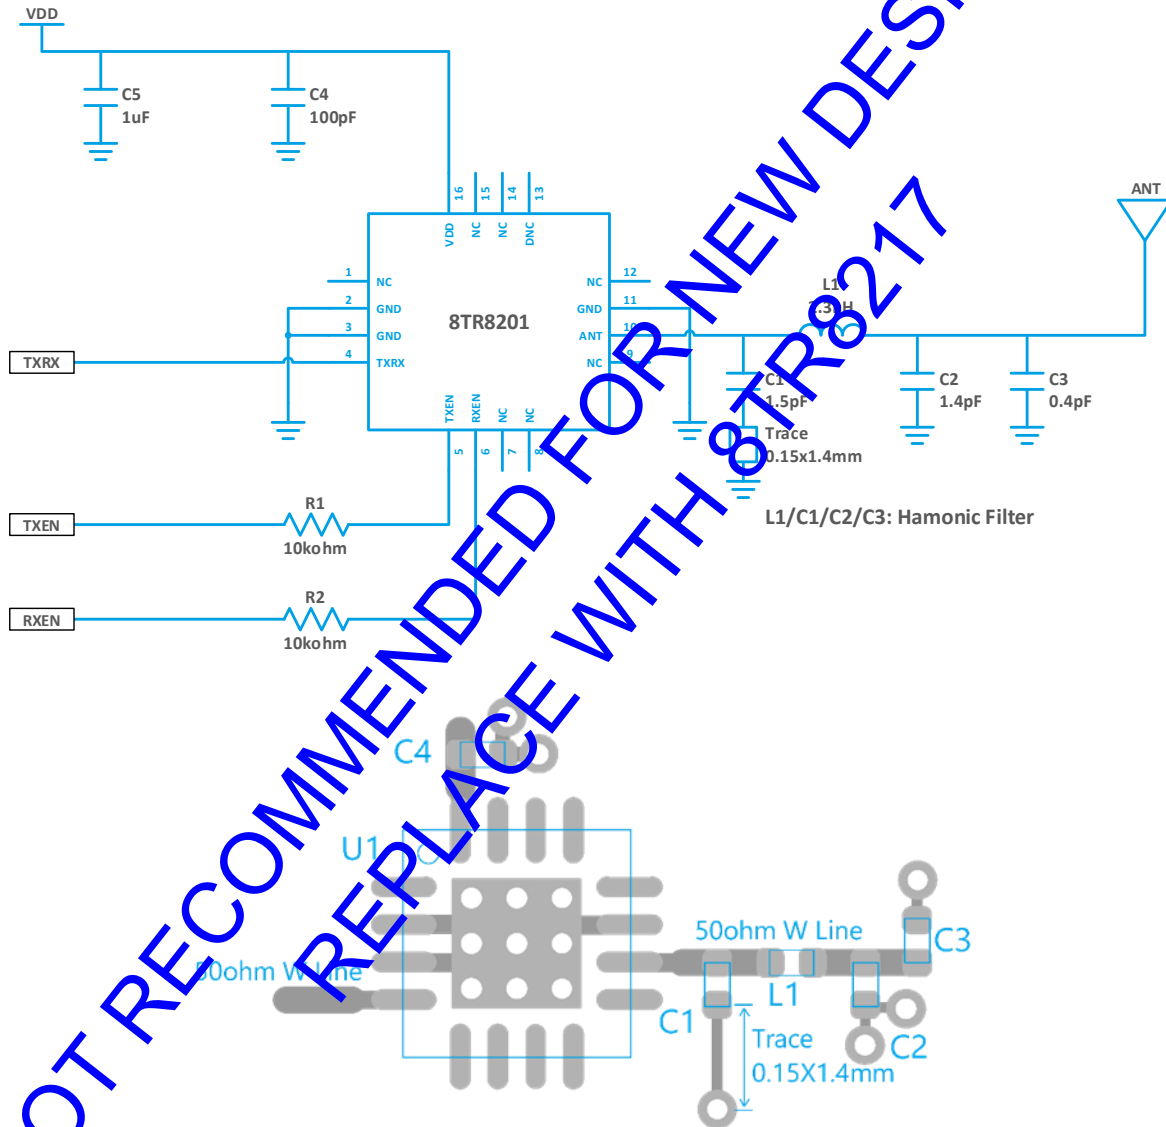 VDD
C5
1uF
C4
100pF
16
15
14
13
VDD
NC
NC
DNC
ANT
1
NC
2
GND
3
GND
4
TXRX
8TR8201
NC
12
GND
11
ANT
10
NC
9
TXRX
L1
C1
1.5pF
Trace
0.15x1.4mm
C2
1.4pF
C3
0.4pF
TXEN
RXEN
NC
NC
5
6
7
8
L1/C1/C2/C3: Hamonic Filter
TXEN
R1
10kohm
RXEN
R2
10kohm
OT RECOMMENDED FOR NEW DESI
REPLACE WITH 8TR8217
C4
U1
50ohm W Line
50ohm W Line
C3
L1
C1
C2
Trace
0.15X1.4mm